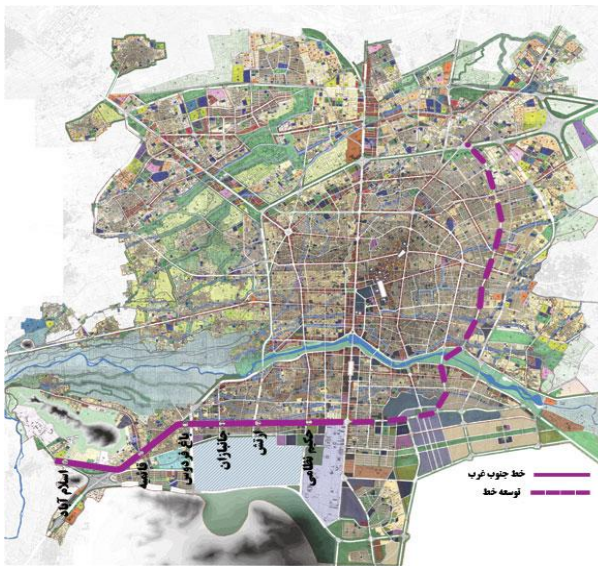 اسلام آباد
قائمیه
باغ فردوس
جانبازان
ارتش
حکیم نظامی
خط جنوب غرب
توسعه خط